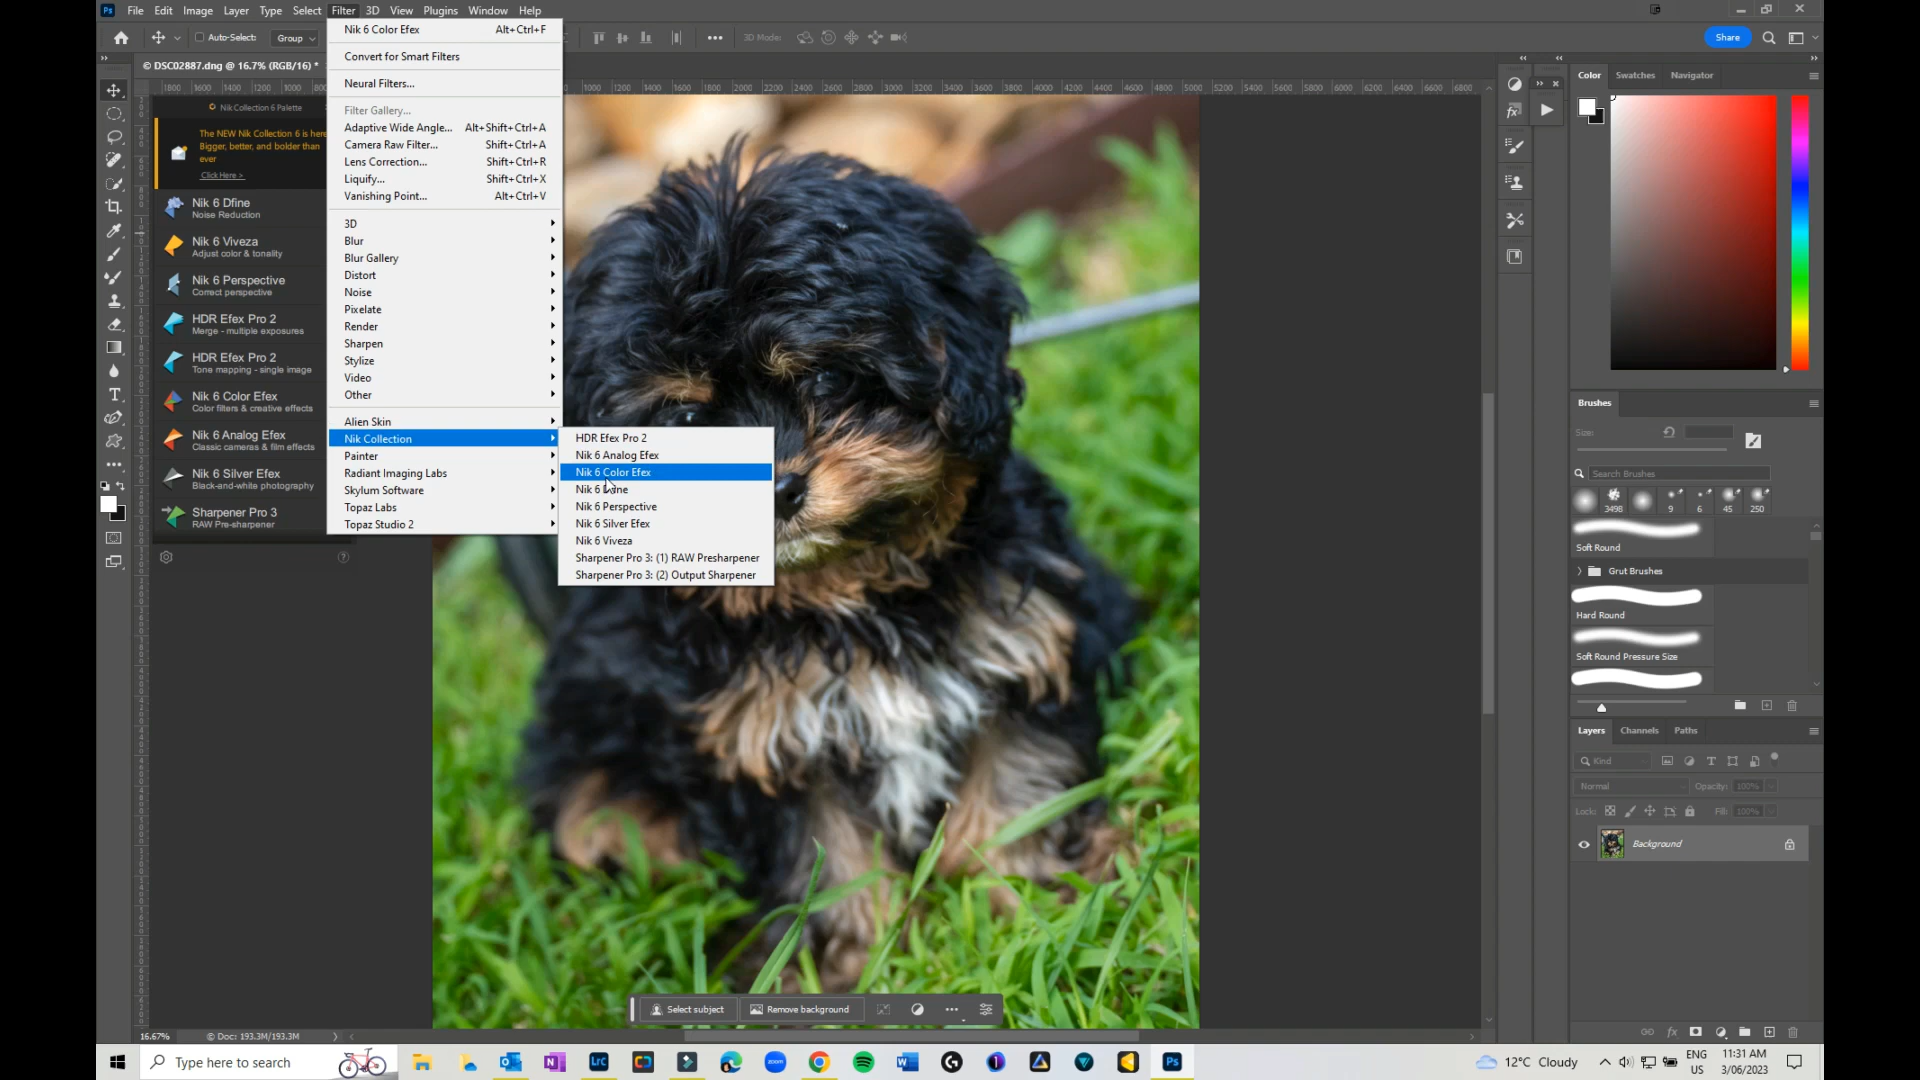 Ps File Edit Image Layer Type Select Filter 3D View Plugins Window Help
Auto-Select: Group 3D Mode: Share
© DSC02887.dng @ 16.7% (RGB/16) *
1800 1600 1400 1200 1000 800
1000 1200 1400 1600 1800 2000 2200 2400 2600 2800 3000 3200 3400 3600 3800 4000 4200 4400 4600 4800 5000 5200 5400 5600 5800 6000 6200 6400 6600 6800
Nik Collection 6 Palette
The NEW Nik Collection 6 is here
Bigger, better, and bolder than
ever
Click Here >
Nik 6 Dfine
Noise Reduction
Nik 6 Viveza
Adjust color & tonality
Nik 6 Perspective
Correct perspective
HDR Efex Pro 2
Merge - multiple exposures
HDR Efex Pro 2
Tone mapping - single image
Nik 6 Color Efex
Color filters & creative effects
Nik 6 Analog Efex
Classic cameras & film effects
Nik 6 Silver Efex
Black-and-white photography
Sharpener Pro 3
RAW Pre-sharpener
Nik 6 Color Efex Alt+Ctrl+F
Convert for Smart Filters
Neural Filters...
Filter Gallery...
Adaptive Wide Angle... Alt+Shift+Ctrl+A
Camera Raw Filter... Shift+Ctrl+A
Lens Correction... Shift+Ctrl+R
Liquify... Shift+Ctrl+X
Vanishing Point... Alt+Ctrl+V
3D
Blur
Blur Gallery
Distort
Noise
Pixelate
Render
Sharpen
Stylize
Video
Other
Alien Skin
Nik Collection
Painter
Radiant Imaging Labs
Skylum Software
Topaz Labs
Topaz Studio 2
HDR Efex Pro 2
Nik 6 Analog Efex
Nik 6 Color Efex
Nik 6
Nik 6 Perspective
Nik 6 Silver Efex
Nik 6 Viveza
Sharpener Pro 3: (1) RAW Presharpener
Sharpener Pro 3: (2) Output Sharpener
Color Swatches Navigator
Brushes
Size:
Search Brushes
3498 9 6 45 250
Soft Round
Grut Brushes
Hard Round
Soft Round Pressure Size
Layers Channels Paths
Kind
Normal Opacity: 100%
Lock: Fill: 100%
Background
Select subject Remove background
16.67% © Doc: 193.3M/193.3M
Type here to search
12°C Cloudy
ENG
US
11:31 AM
3/06/2023